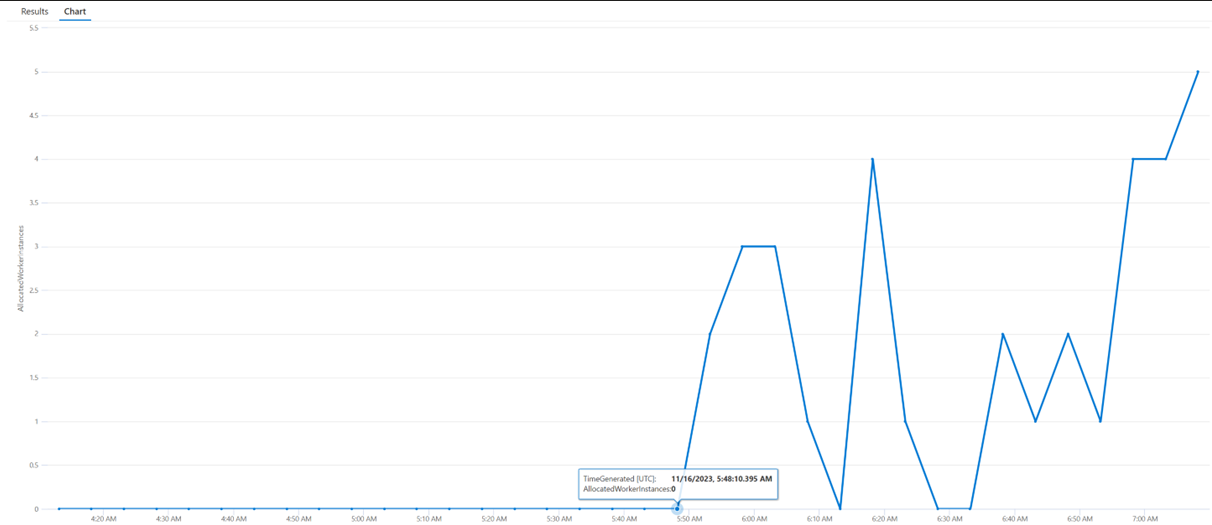 Results Chart
5.5
5
4.5
4
3.5
3
2.5
2
1.5
1
0.5
0
AllocatedWorkerInstances
TimeGenerated [UTC]: 11/16/2023, 5:48:10.395 AM
AllocatedWorkerInstances:0
4:20 AM 4:30 AM 4:40 AM 4:50 AM 5:00 AM 5:10 AM 5:20 AM 5:30 AM 5:40 AM 5:50 AM 6:00 AM 6:10 AM 6:20 AM 6:30 AM 6:40 AM 6:50 AM 7:00 AM